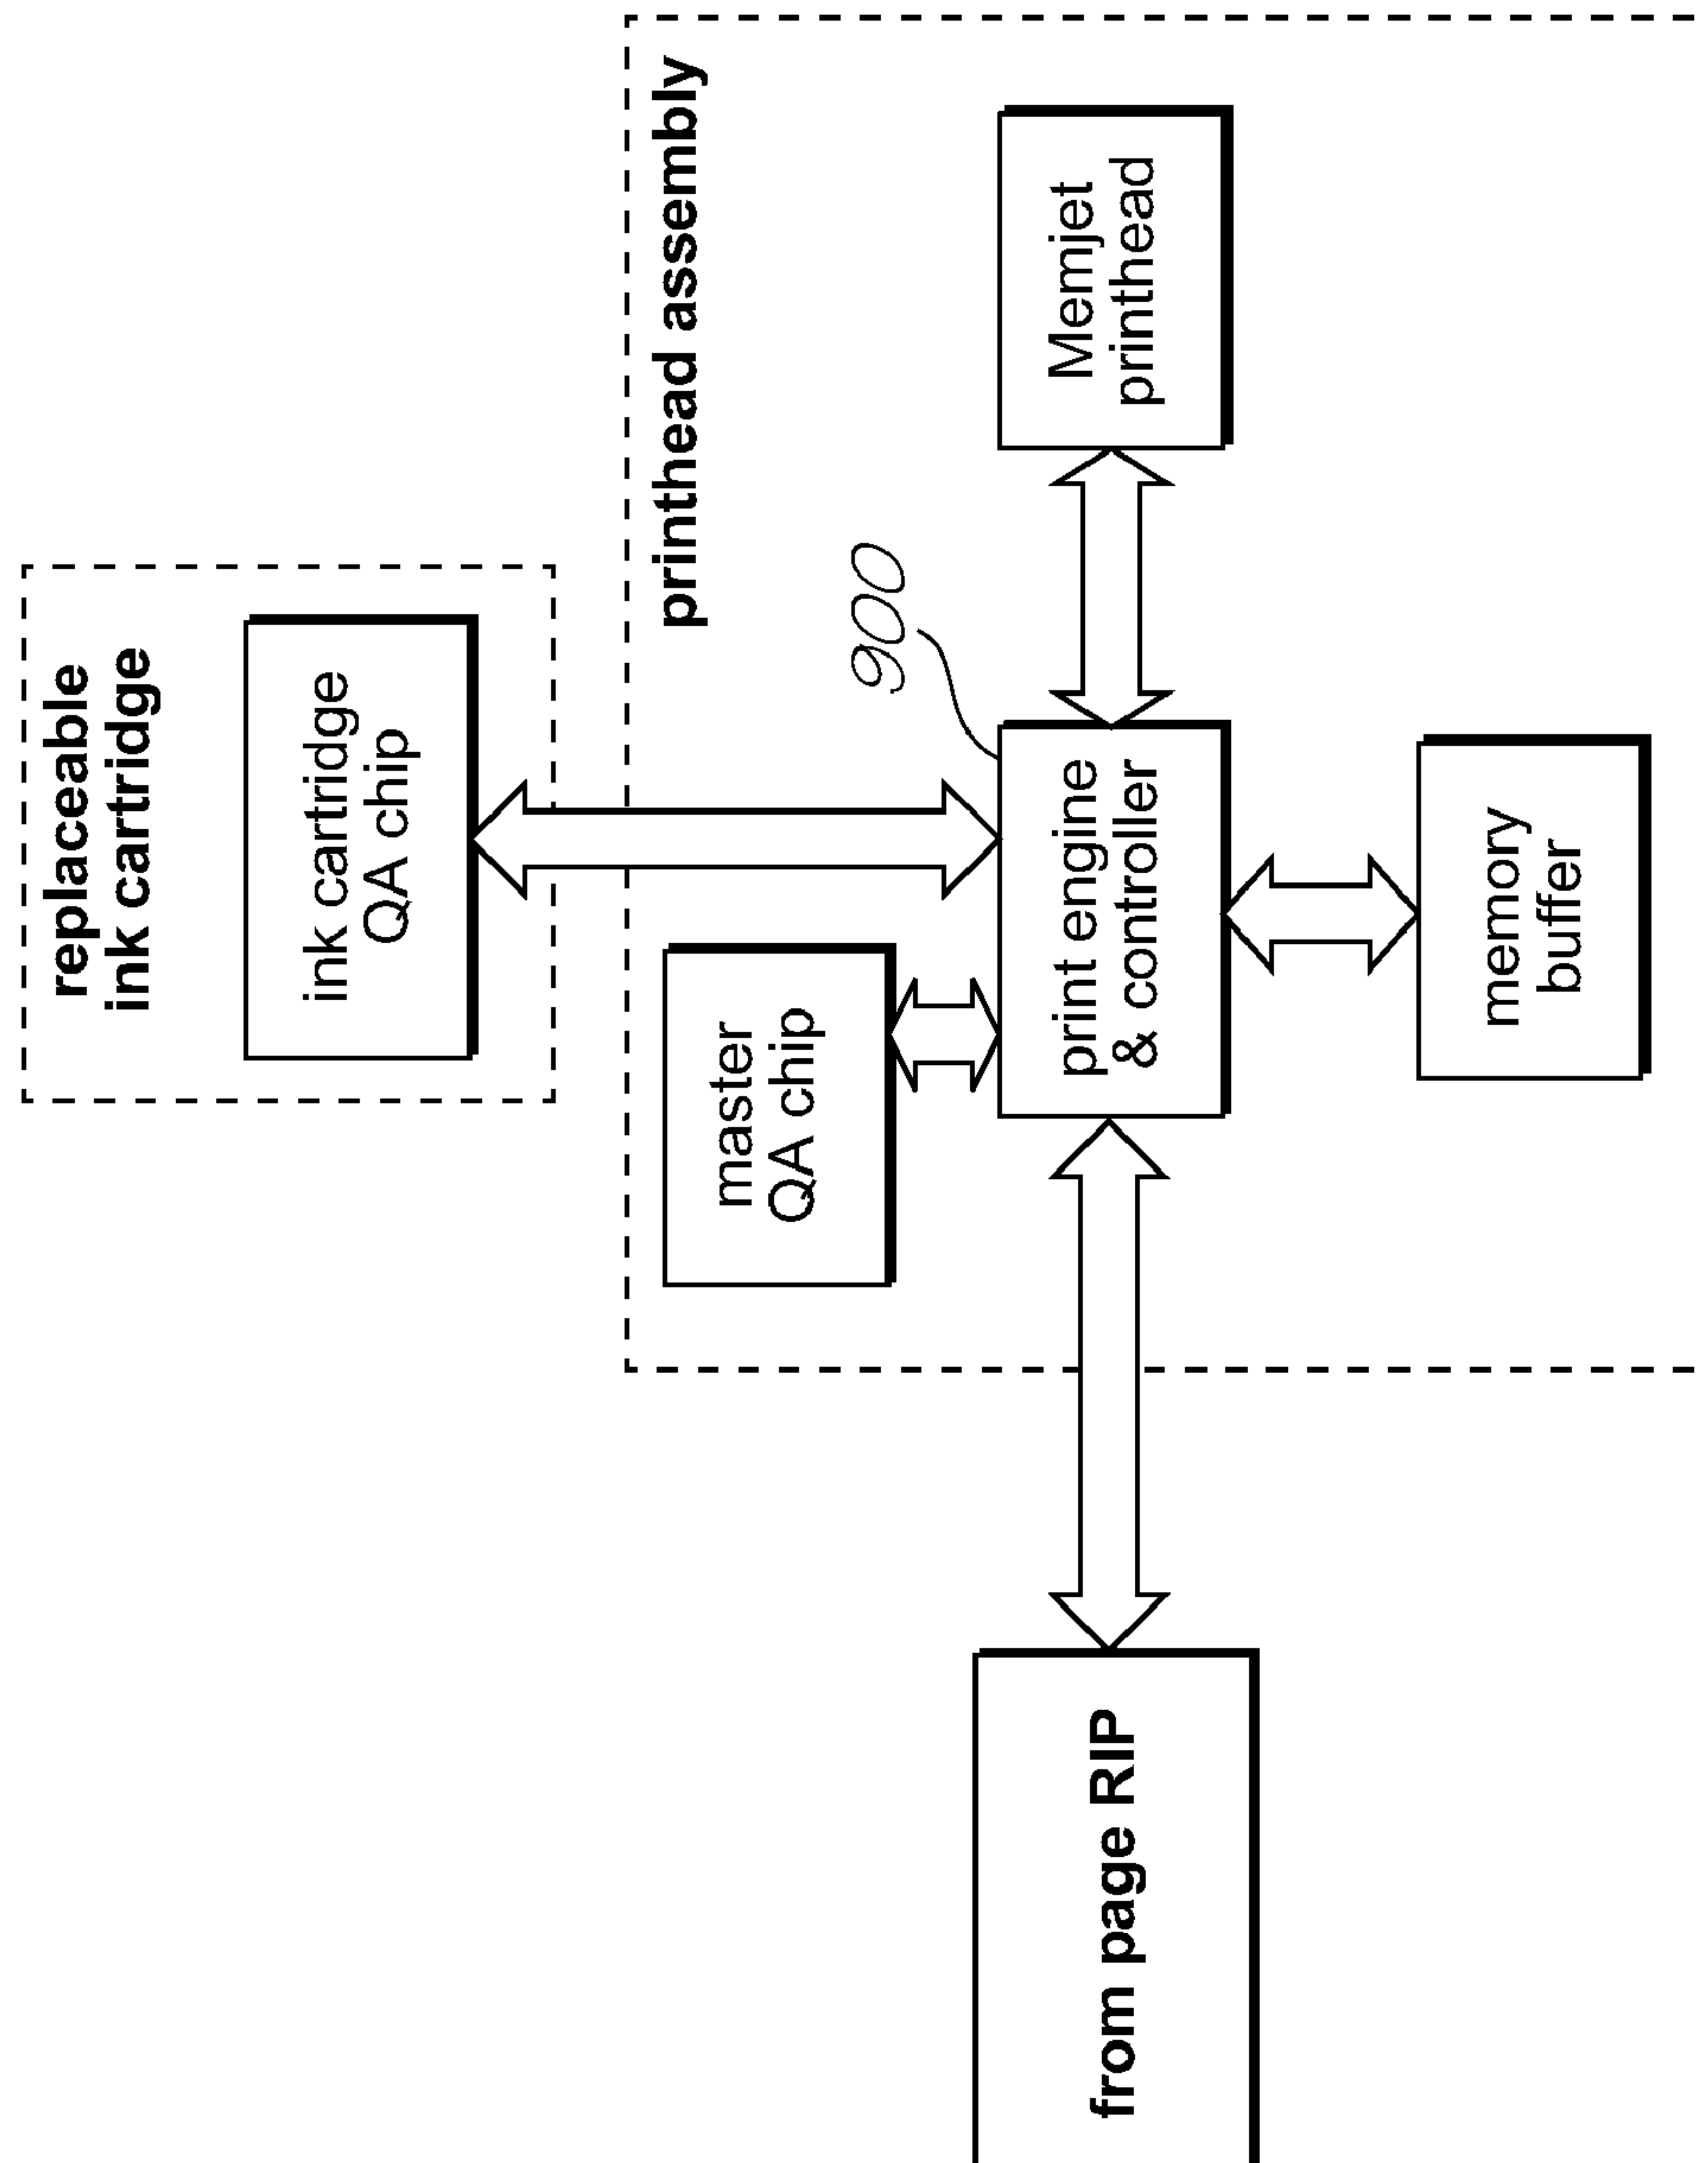 replaceable
ink cartridge
ink cartridge
QA chip
printhead assembly
master
QA chip
900
from page RIP
print engine
& controller
Memjet
printhead
memory
buffer